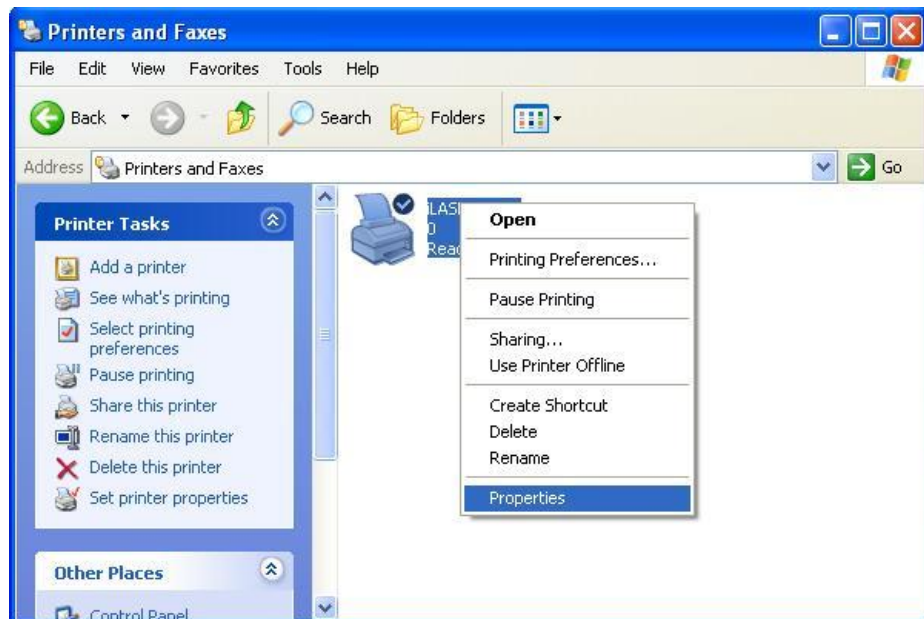 Printers and Faxes
File Edit View Favorites Tools Help
Back Search Folders
Address Printers and Faxes Go
Printer Tasks
Add a printer
See what's printing
Select printing
preferences
Pause printing
Share this printer
Rename this printer
Delete this printer
Set printer properties
Other Places
Control Panel
0
Open
Printing Preferences...
Pause Printing
Sharing...
Use Printer Offline
Create Shortcut
Delete
Rename
Properties